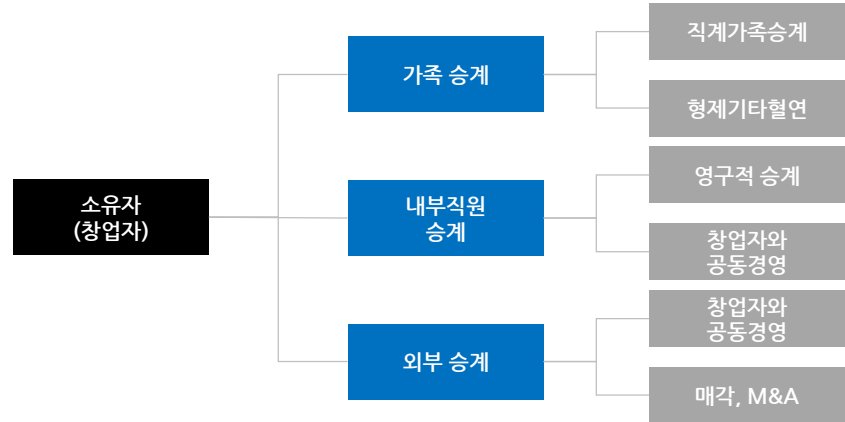 소유자
(창업자)
가족 승계
직계가족승계
형제기타혈연
내부직원
승계
영구적 승계
창업자와
공동경영
외부 승계
창업자와
공동경영
매각, M&A